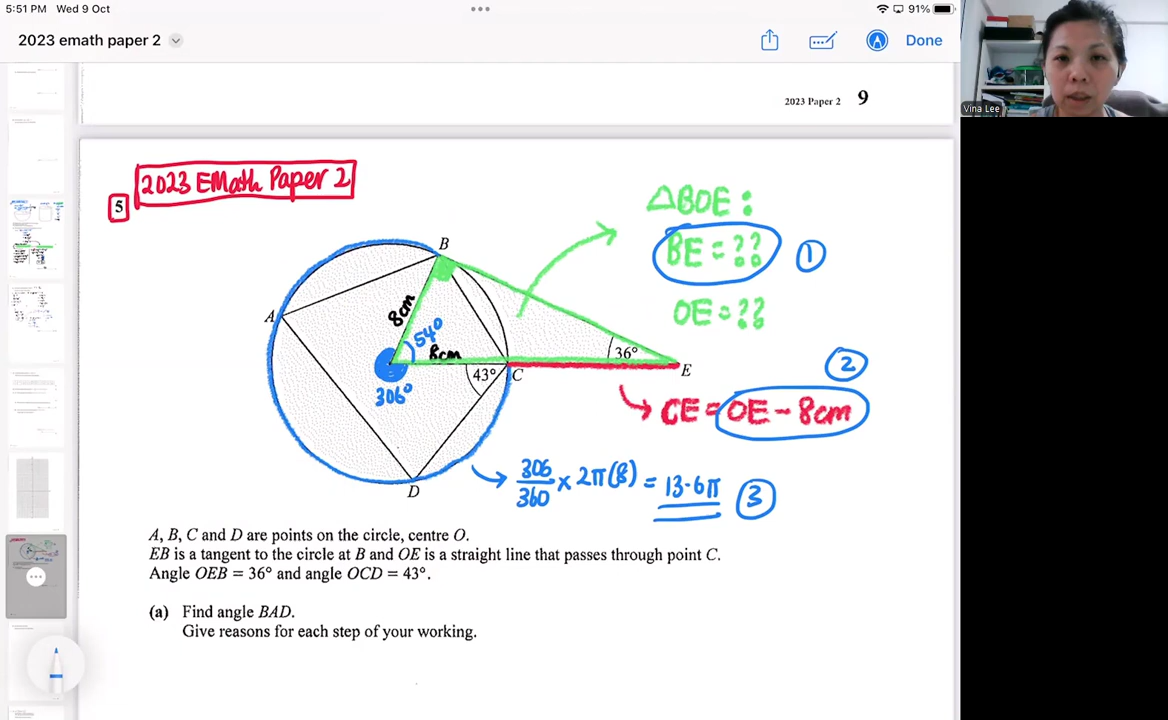 5:51 PM Wed 9 Oct
91%
2023 emath paper 2
Done
Vina Lee
2023 Paper 2 9
2023 EMath Paper 2
5
△BOE :
BE = ??
①
OE = ??
B
A
8cm
54°
8cm
36°
E
43°
C
306°
②
CE = OE - 8cm
D
306/360 × 2π(8) = 13.6π
③
A, B, C and D are points on the circle, centre O.
EB is a tangent to the circle at B and OE is a straight line that passes through point C.
Angle OEB = 36° and angle OCD = 43°.
(a) Find angle BAD.
Give reasons for each step of your working.